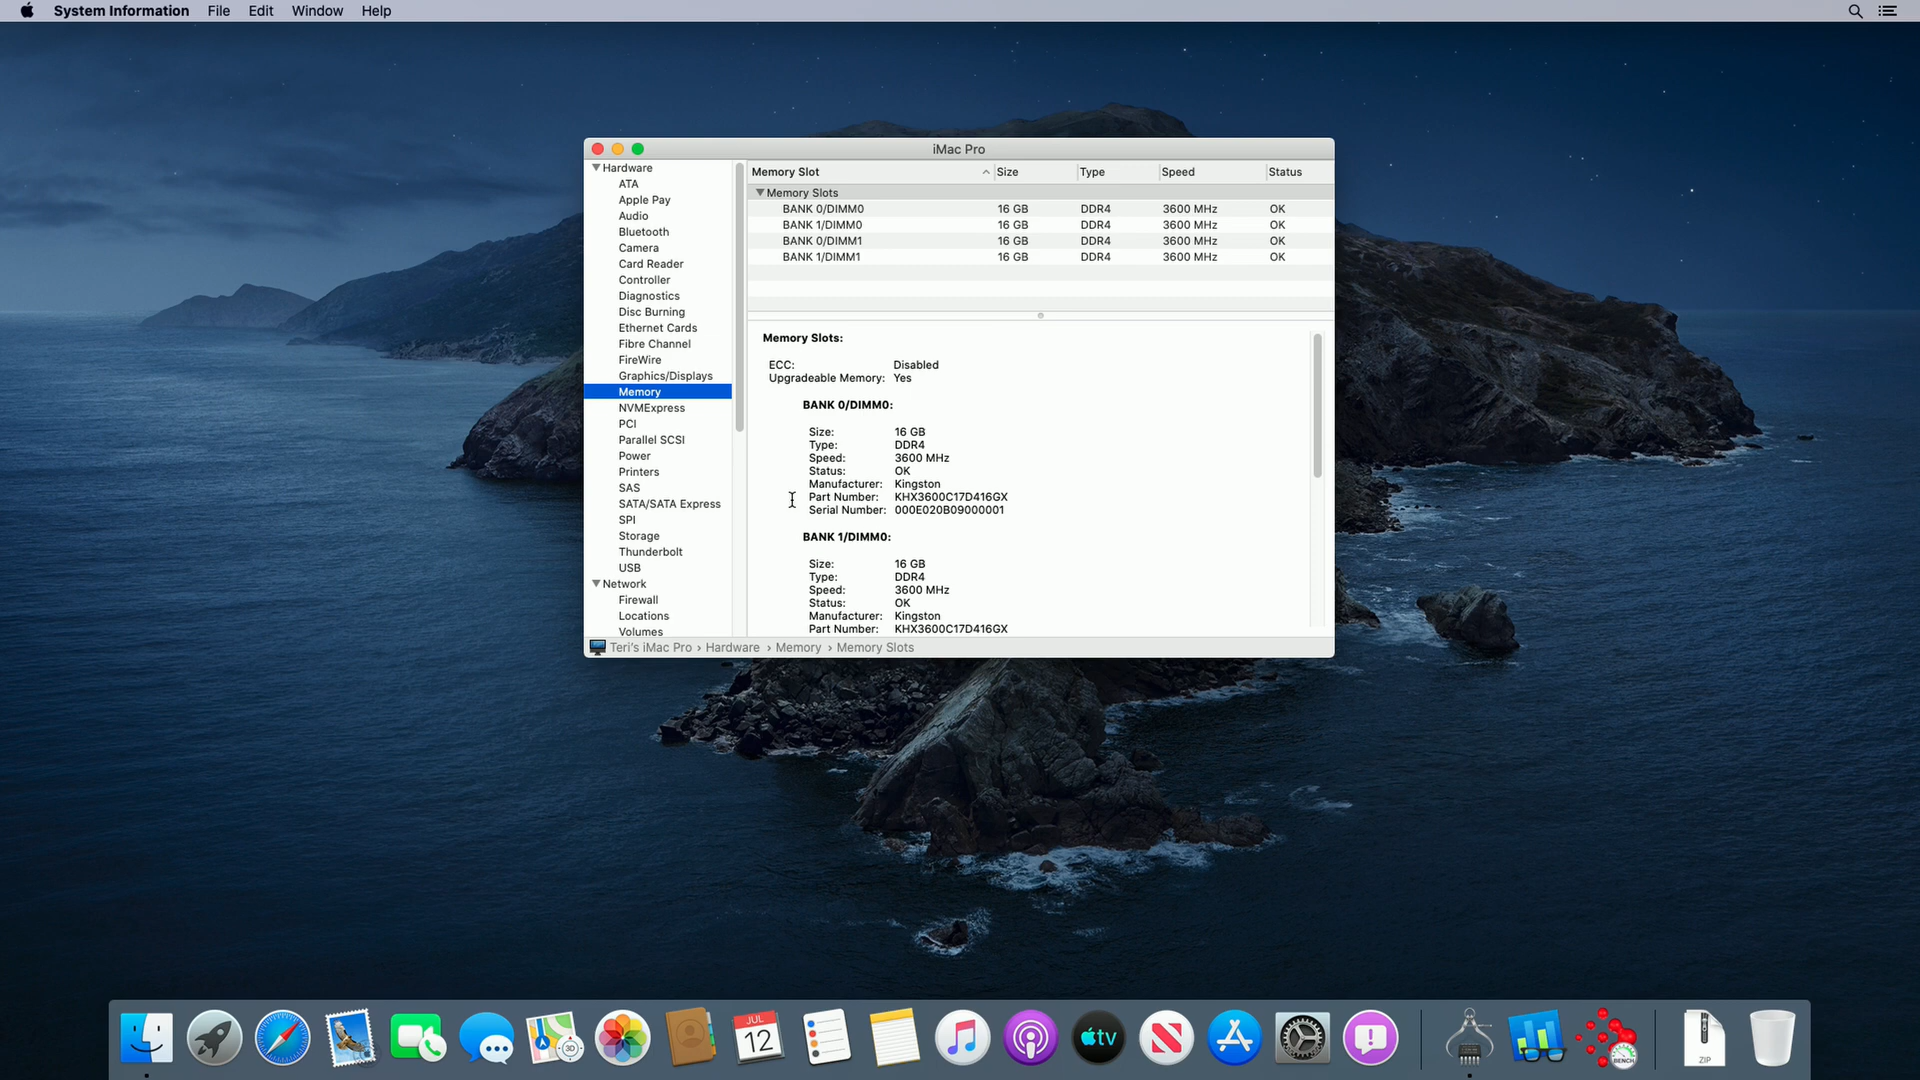 System Information File Edit Window Help
iMac Pro
Hardware
ATA
Apple Pay
Audio
Bluetooth
Camera
Card Reader
Controller
Diagnostics
Disc Burning
Ethernet Cards
Fibre Channel
FireWire
Graphics/Displays
Memory
NVMExpress
PCI
Parallel SCSI
Power
Printers
SAS
SATA/SATA Express
SPI
Storage
Thunderbolt
USB
Network
Firewall
Locations
Volumes
Memory Slot Size Type Speed Status
Memory Slots
BANK 0/DIMM0 16 GB DDR4 3600 MHz OK
BANK 1/DIMM0 16 GB DDR4 3600 MHz OK
BANK 0/DIMM1 16 GB DDR4 3600 MHz OK
BANK 1/DIMM1 16 GB DDR4 3600 MHz OK
Memory Slots:
ECC: Disabled
Upgradeable Memory: Yes
BANK 0/DIMM0:
Size: 16 GB
Type: DDR4
Speed: 3600 MHz
Status: OK
Manufacturer: Kingston
Part Number: KHX3600C17D416GX
Serial Number: 000E020B09000001
BANK 1/DIMM0:
Size: 16 GB
Type: DDR4
Speed: 3600 MHz
Status: OK
Manufacturer: Kingston
Part Number: KHX3600C17D416GX
Teri's iMac Pro › Hardware › Memory › Memory Slots
3D
JUL
12
tv
BENCH
ZIP